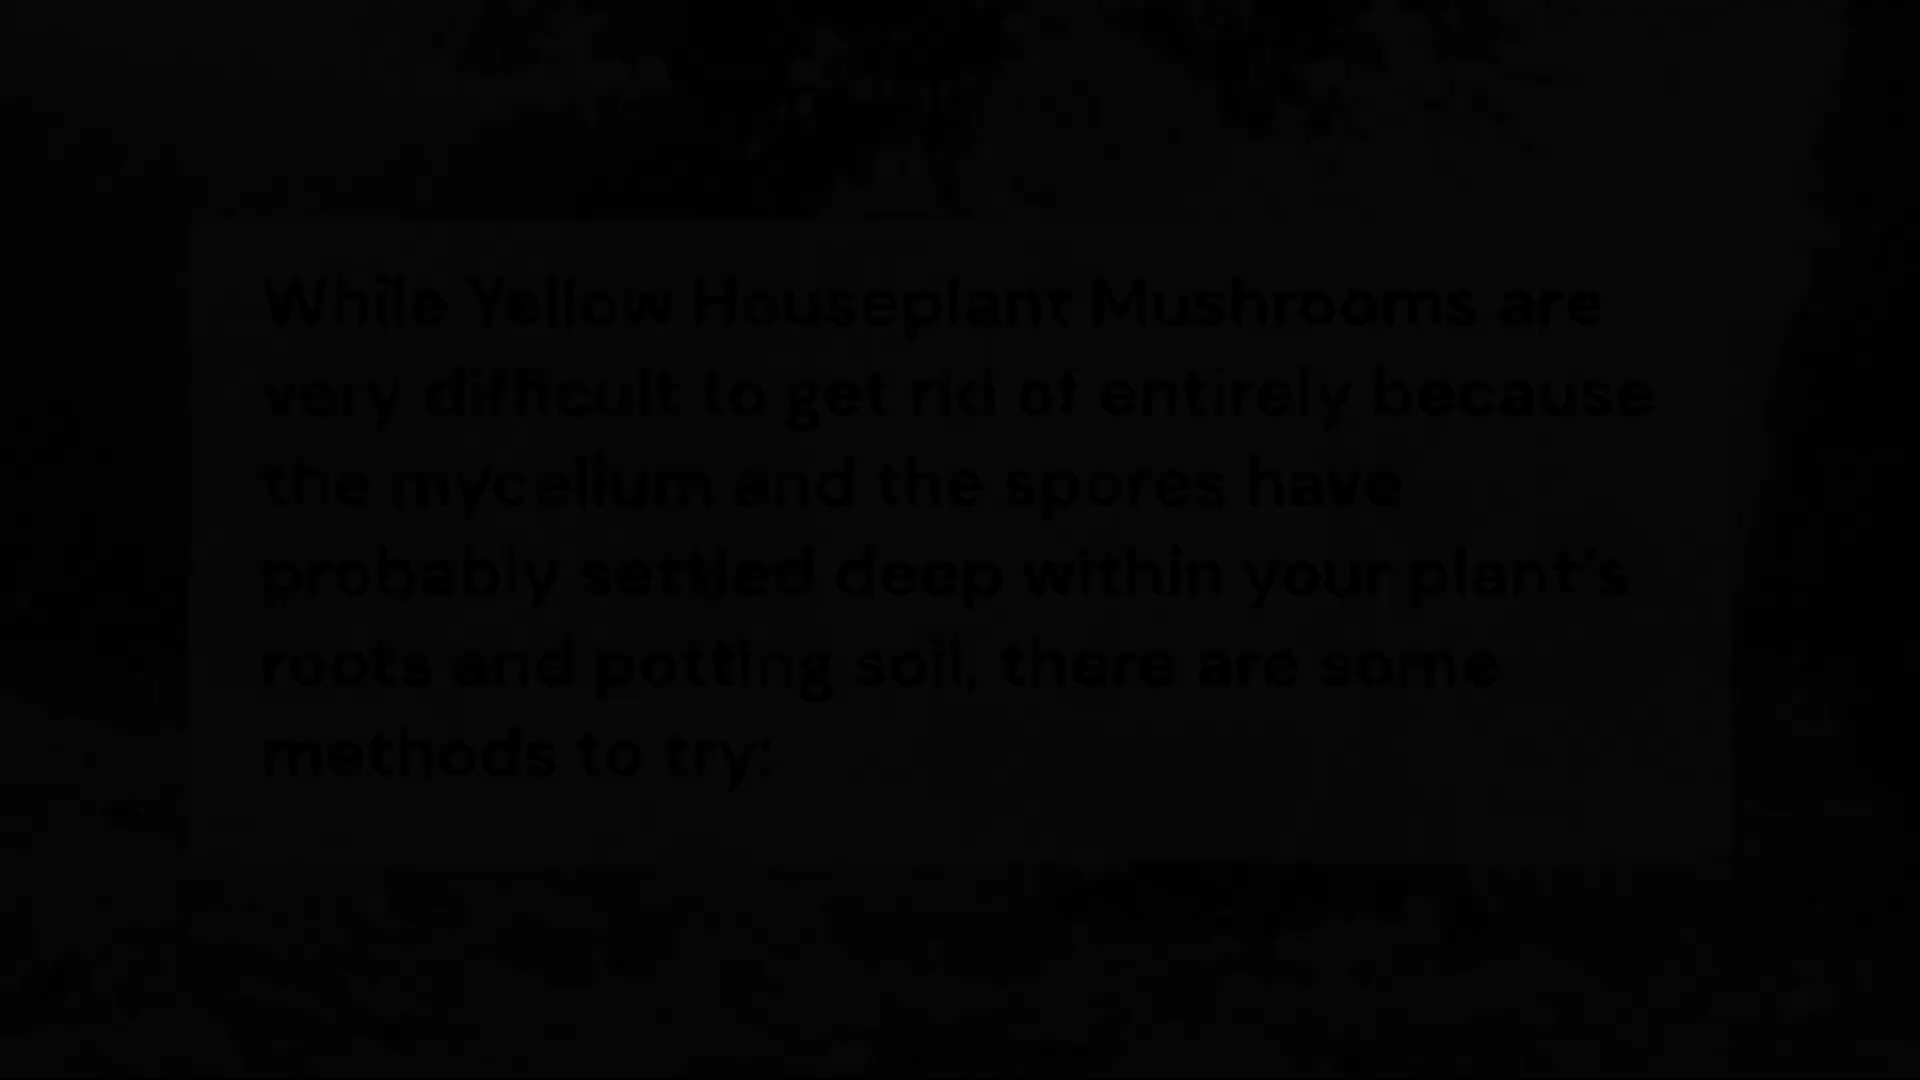 While Yellow Houseplant Mushrooms are
very difficult to get rid of entirely because
the mycelium and the spores have
probably settled deep within your plant's
roots and potting soil, there are some
methods to try: